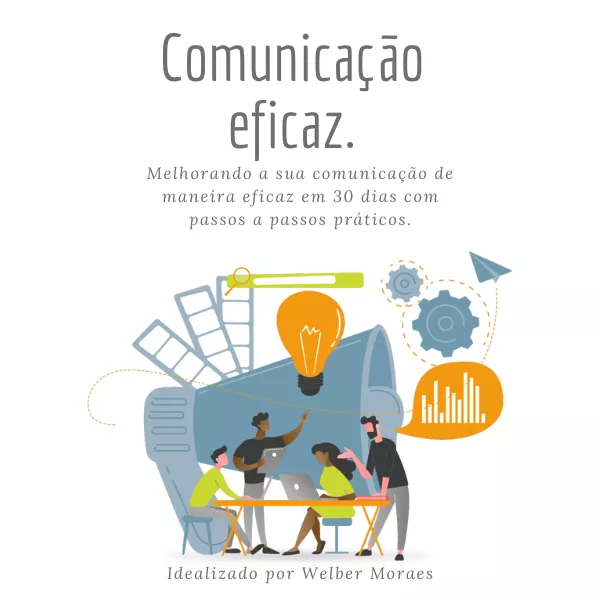 Comunicação
eficaz.
Melhorando a sua comunicação de
maneira eficaz em 30 dias com
passos a passos práticos.
Idealizado por Welber Moraes